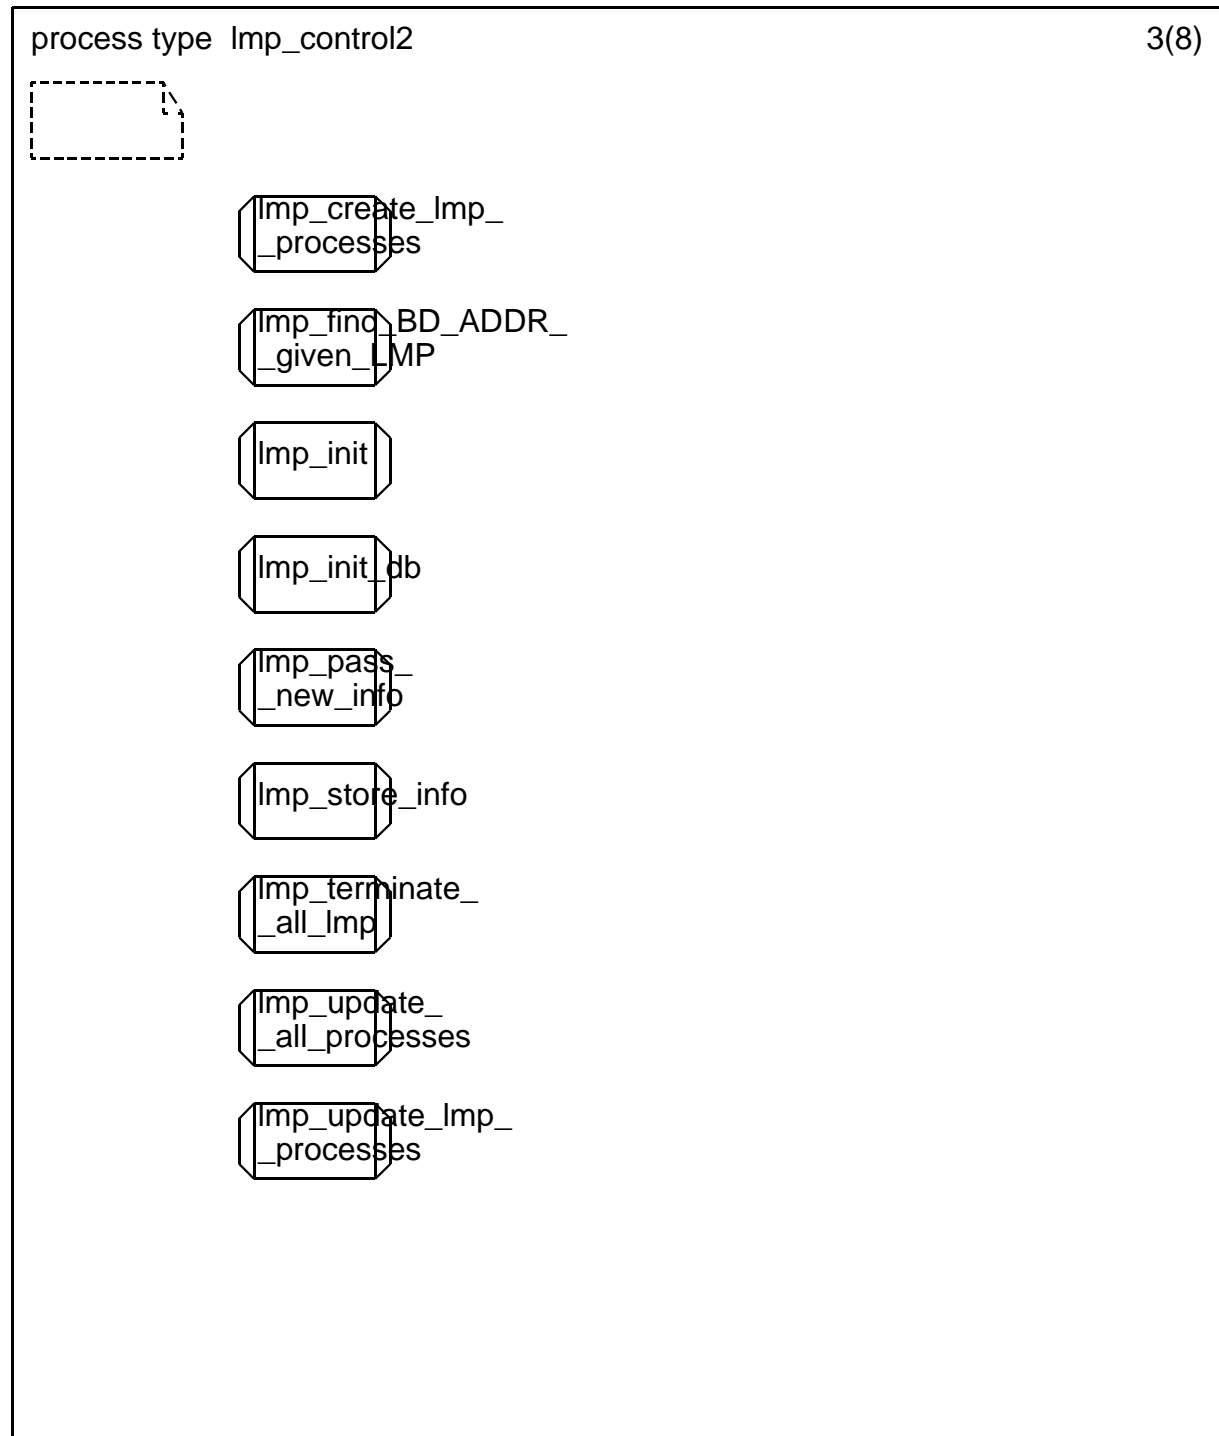 process type lmp_control2 3(8)
lmp_create_lmp_
_processes
lmp_find_BD_ADDR_
_given_LMP
lmp_init
lmp_init_db
lmp_pass_
_new_info
lmp_store_info
lmp_terminate_
_all_lmp
lmp_update_
_all_processes
lmp_update_lmp_
_processes